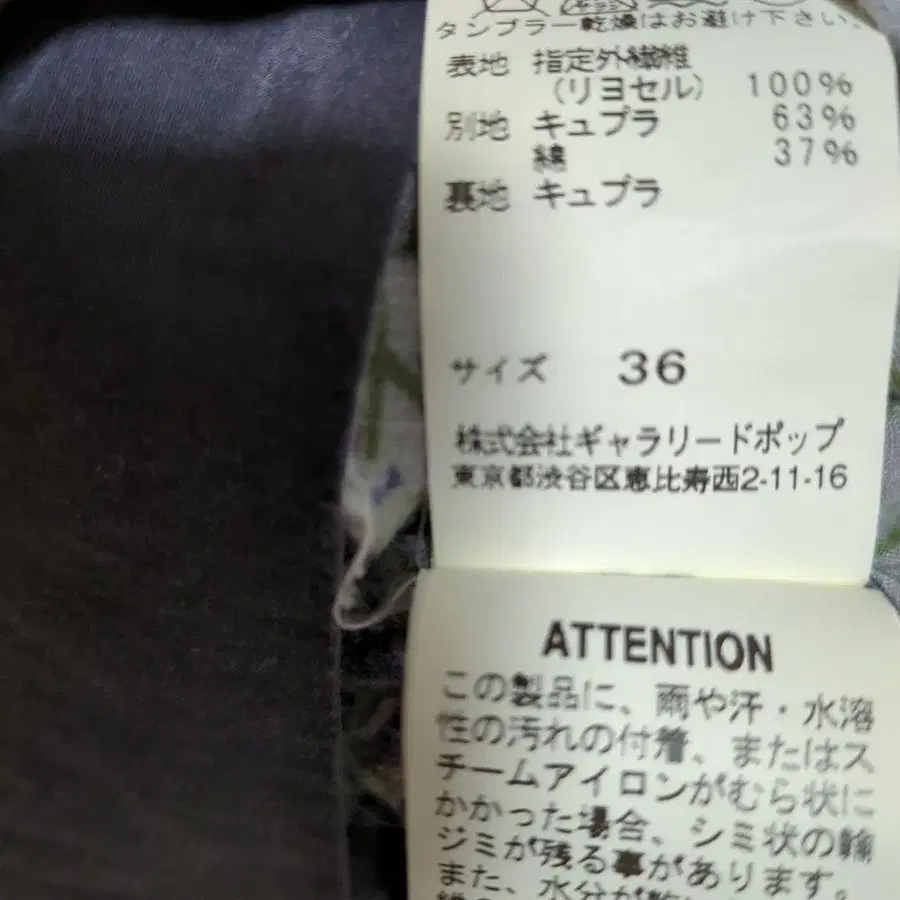 タンブラー乾燥はお避け下さい。
表地 指定外繊維
(リヨセル) 100%
別地 キュプラ 63%
綿 37%
裏地 キュプラ
サイズ 36
株式会社ギャラリードポップ
東京都渋谷区恵比寿西2-11-16
ATTENTION
この製品に、雨や汗・水溶
性の汚れの付着、またはス
チームアイロンがむら状に
かかった場合、シミ状の輪
ジミが残る事があります。
また、水分が乾